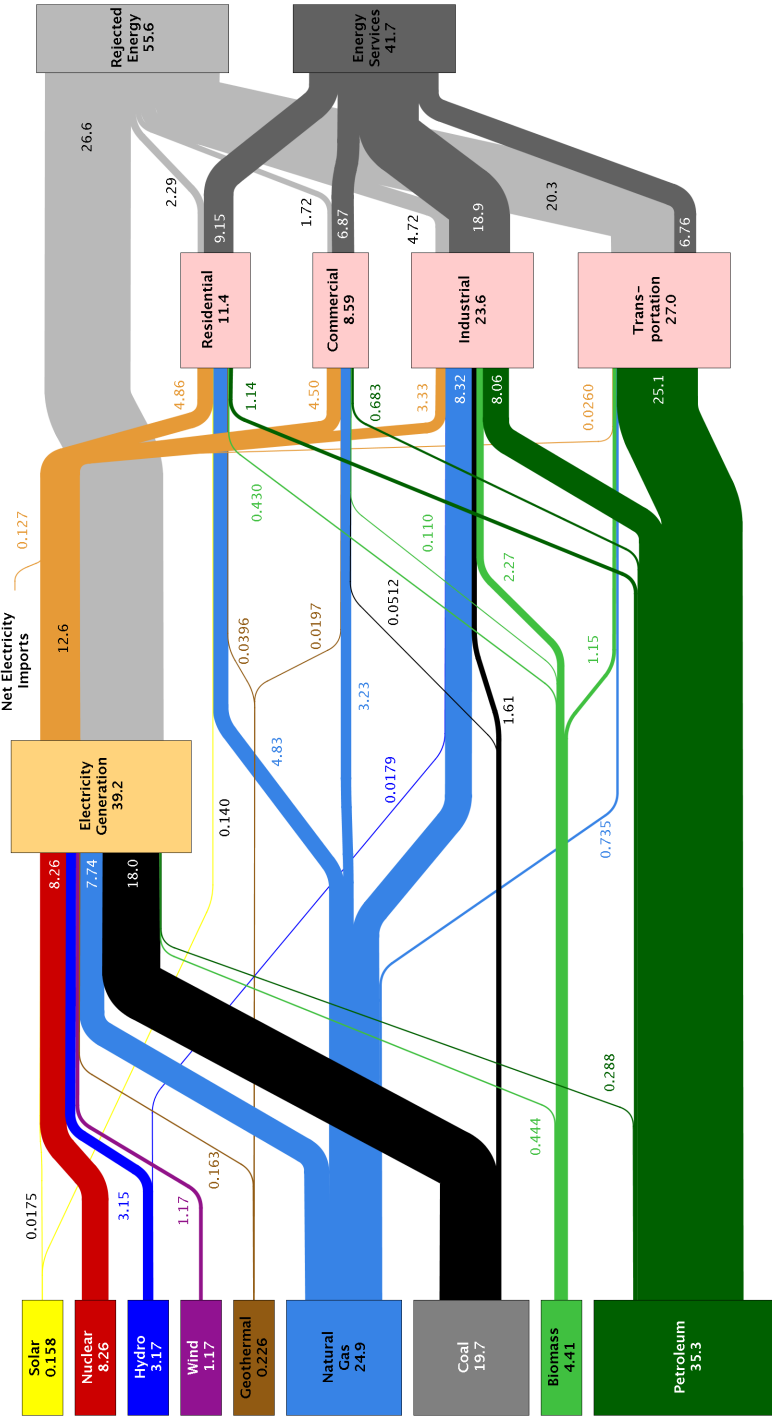 Solar
0.158
Nuclear
8.26
Hydro
3.17
Wind
1.17
Geothermal
0.226
Natural
Gas
24.9
Coal
19.7
Biomass
4.41
Petroleum
35.3
0.0175
3.15
1.17
0.163
0.444
0.288
8.26
7.74
18.0
0.140
0.735
Electricity
Generation
39.2
4.83
0.0179
Net Electricity
Imports
0.127
12.6
0.0396
0.0197
3.23
1.61
0.0512
1.15
0.430
0.110
2.27
4.86
1.14
4.50
0.683
3.33
8.32
8.06
0.0260
25.1
Residential
11.4
Commercial
8.59
Industrial
23.6
Trans-
portation
27.0
26.6
2.29
9.15
1.72
6.87
4.72
18.9
20.3
6.76
Rejected
Energy
55.6
Energy
Services
41.7